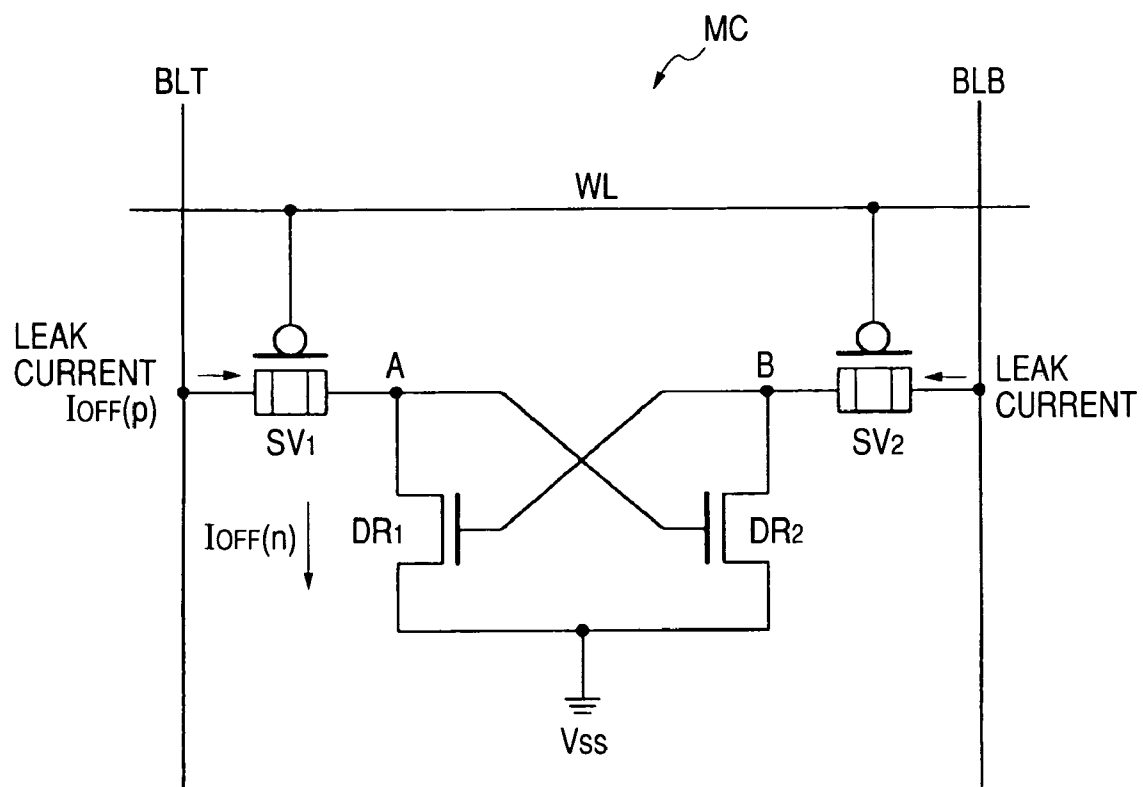 MC
BLT
BLB
WL
LEAK
CURRENT
IOFF(p)
SV1
A
B
SV2
LEAK
CURRENT
IOFF(n)
DR1
DR2
Vss